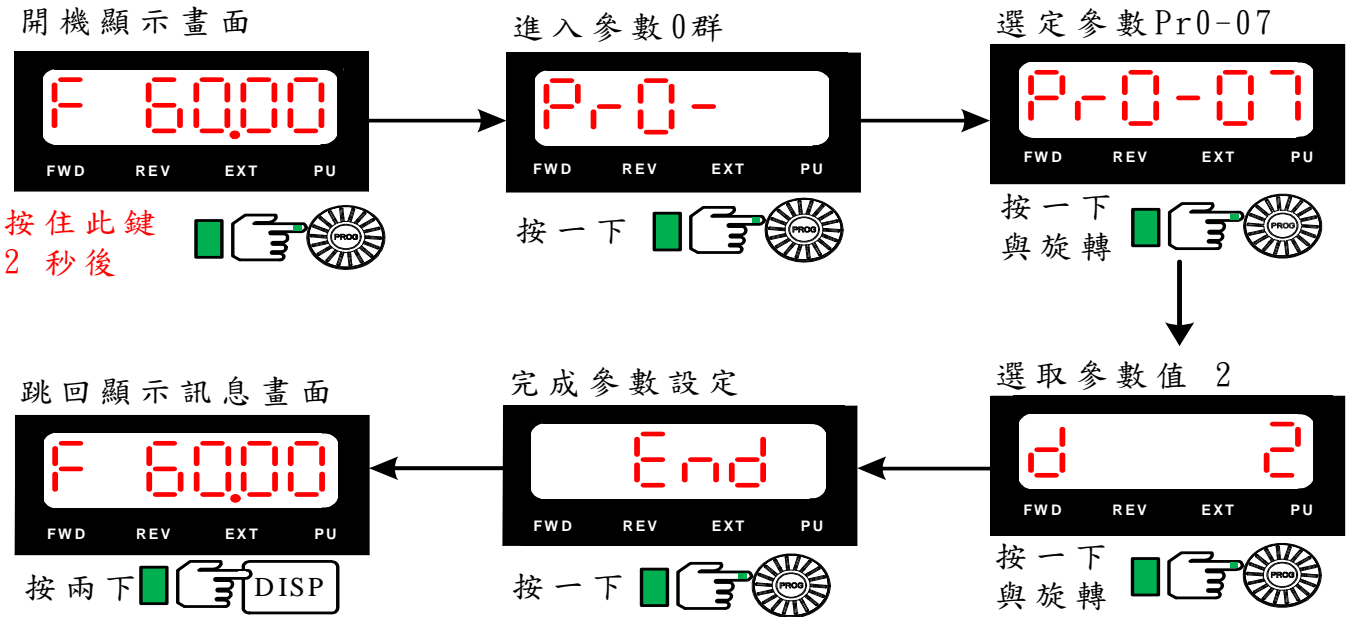 開機顯示畫面
F 60.00
FWD REV EXT PU
按住此鍵
2 秒後
PROG
進入參數0群
Pr0-
FWD REV EXT PU
按一下
PROG
選定參數Pr0-07
Pr0-07
FWD REV EXT PU
按一下
與旋轉
PROG
選取參數值 2
d 2
FWD REV EXT PU
按一下
與旋轉
PROG
完成參數設定
End
FWD REV EXT PU
按一下
PROG
跳回顯示訊息畫面
F 60.00
FWD REV EXT PU
按兩下
DISP